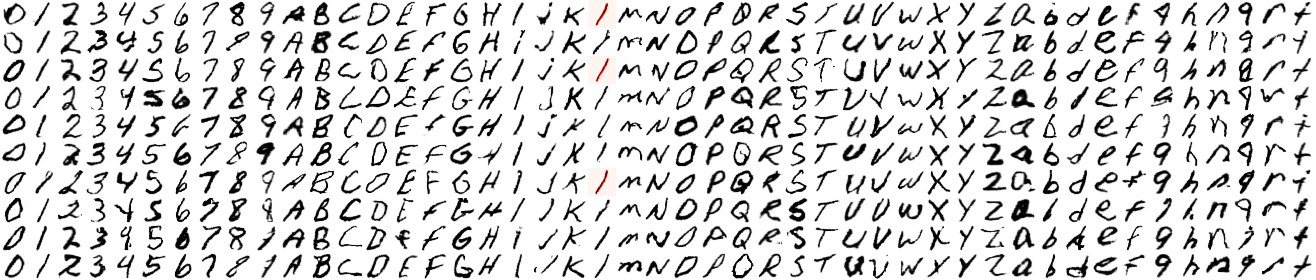 0 1 2 3 4 5 6 7 8 9 A B C D E F G H I j K l m N O P Q R S T U V W X Y Z a b d e f g h n q r t
0 1 2 3 4 5 6 7 8 9 A B C D E F G H I J K l m N O P Q R S T U V W X Y Z a b d e f g h n q r t
0 1 2 3 4 5 6 7 8 9 A B C D E F G H I j K l m N O P Q R S T U V W X Y Z a b d e f g h n q r t
0 1 2 3 4 5 6 7 8 9 A B C D E F G H I J K l m N O P Q R S T U V W X Y Z a b d e f g h n q r t
0 1 2 3 4 5 6 7 8 9 A B C D E F G H I j K l m N O P Q R S T U V W X Y Z a b d e f g h n q r t
0 1 2 3 4 5 6 7 8 9 A B C D E F G H I j K l m N O P Q R S T U V W X Y Z a b d e f g h n q r t
0 1 2 3 4 5 6 7 8 9 A B C D E F G H I J K l m N O P Q R S T U V W X Y Z a b d e f g h n q r t
0 1 2 3 4 5 6 7 8 9 A B C D E F G H I J K l m N O P Q R S T U V W X Y Z a b d e f g h n q r t
0 1 2 3 4 5 6 7 8 9 A B C D E F G H I j K l m N O P Q R S T U V W X Y Z a b d e f g h n q r t
0 1 2 3 4 5 6 7 8 9 A B C D E F G H I j K l m N O P Q R S T U V W X Y Z a b d e f g h n q r t